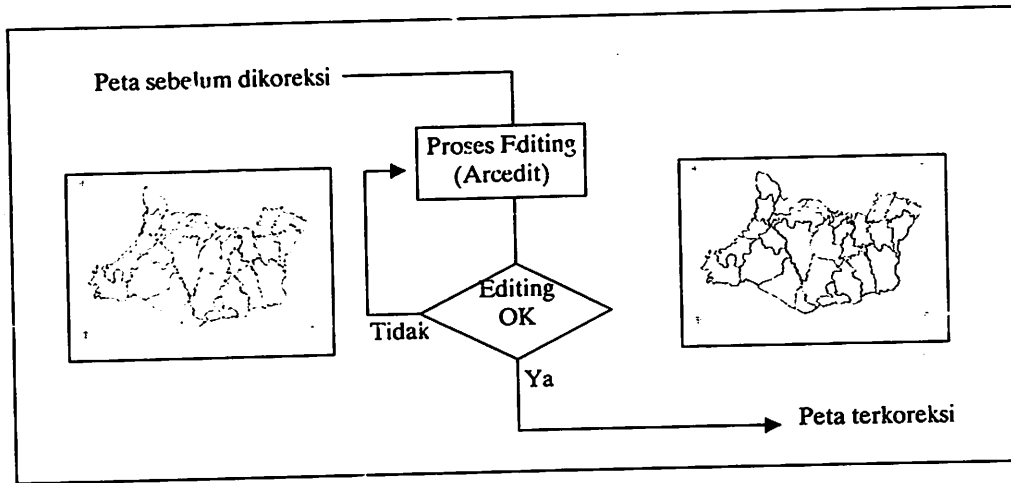 Peta sebelum dikoreksi
Proses Editing
(Arcedit)
Editing
OK
Tidak
Ya
Peta terkoreksi